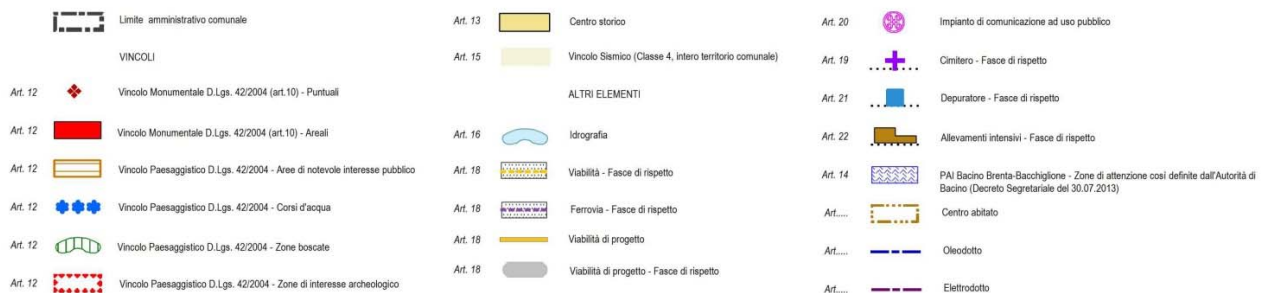 Limite amministrativo comunale
VINCOLI
Art. 12 Vincolo Monumentale D.Lgs. 42/2004 (art.10) - Puntuali
Art. 12 Vincolo Monumentale D.Lgs. 42/2004 (art.10) - Areali
Art. 12 Vincolo Paesaggistico D.Lgs. 42/2004 - Aree di notevole interesse pubblico
Art. 12 Vincolo Paesaggistico D.Lgs. 42/2004 - Corsi d'acqua
Art. 12 Vincolo Paesaggistico D.Lgs. 42/2004 - Zone boscate
Art. 12 Vincolo Paesaggistico D.Lgs. 42/2004 - Zone di interesse archeologico
Art. 13 Centro storico
Art. 15 Vincolo Sismico (Classe 4, intero territorio comunale)
ALTRI ELEMENTI
Art. 16 Idrografia
Art. 18 Viabilità - Fasce di rispetto
Art. 18 Ferrovia - Fasce di rispetto
Art. 18 Viabilità di progetto
Art. 18 Viabilità di progetto - Fasce di rispetto
Art. 20 Impianto di comunicazione ad uso pubblico
Art. 19 Cimitero - Fasce di rispetto
Art. 21 Depuratore - Fasce di rispetto
Art. 22 Allevamenti intensivi - Fasce di rispetto
Art. 14 PAI Bacino Brenta-Bacchiglione - Zone di attenzione così definite dall'Autorità di
Bacino (Decreto Segretariale del 30.07.2013)
Art..... Centro abitato
Art..... Oleodotto
Art..... Elettrodotto